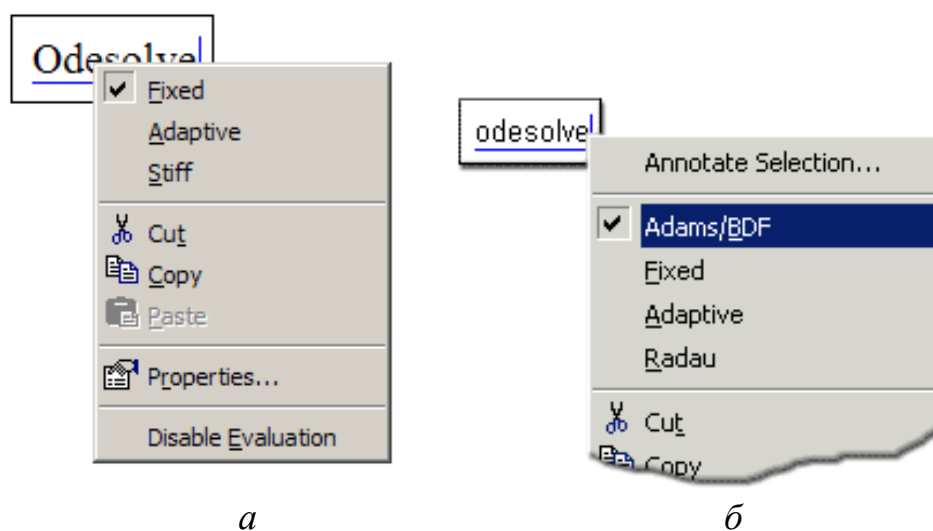 Odesolve
Fixed
Adaptive
Stiff
Cut
Copy
Paste
Properties...
Disable Evaluation
а
odesolve
Annotate Selection...
Adams/BDF
Fixed
Adaptive
Radau
Cut
Copy
б